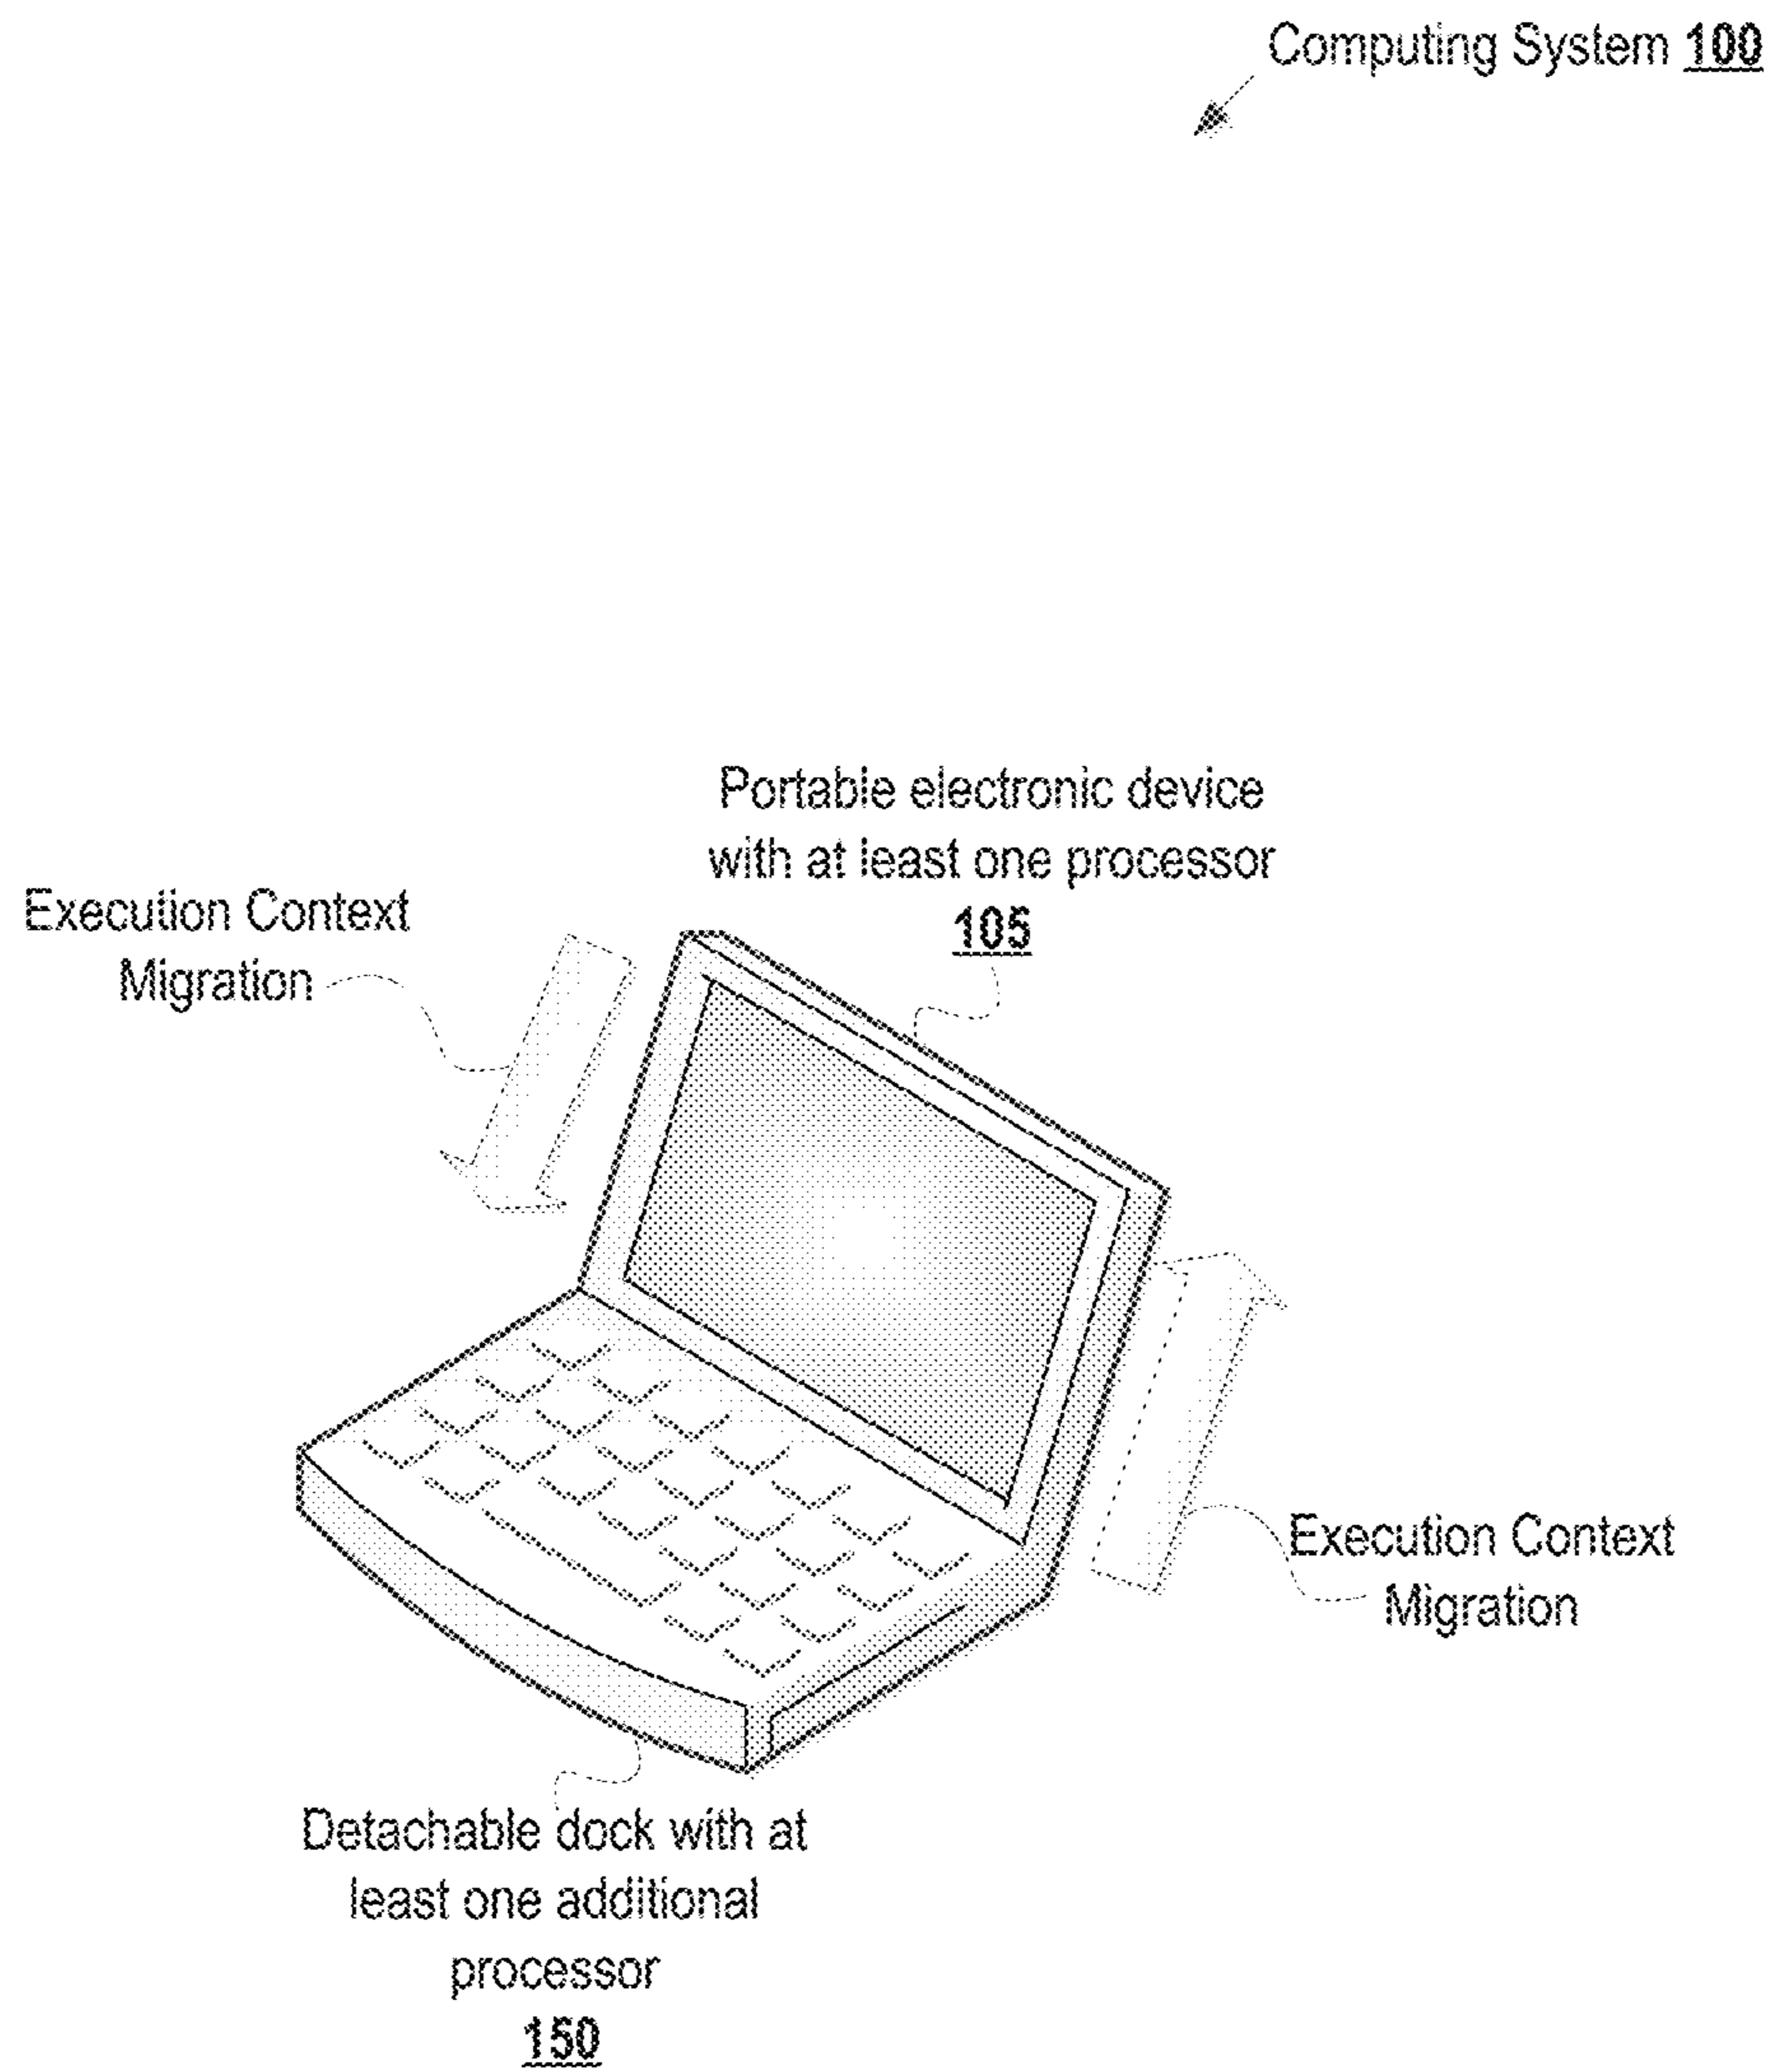 Computing System 100
Portable electronic device
with at least one processor
105
Execution Context
Migration
Execution Context
Migration
Detachable dock with at
least one additional
processor
150